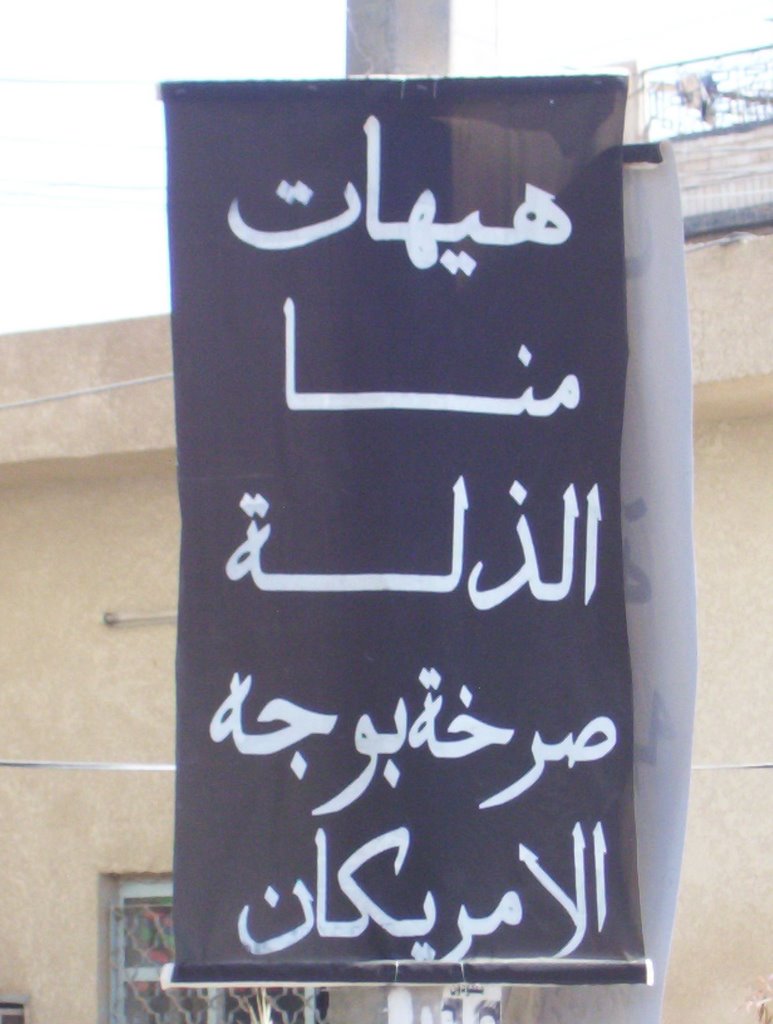 هيهات
منا
الذلة
صرخة بوجه
الامريكان